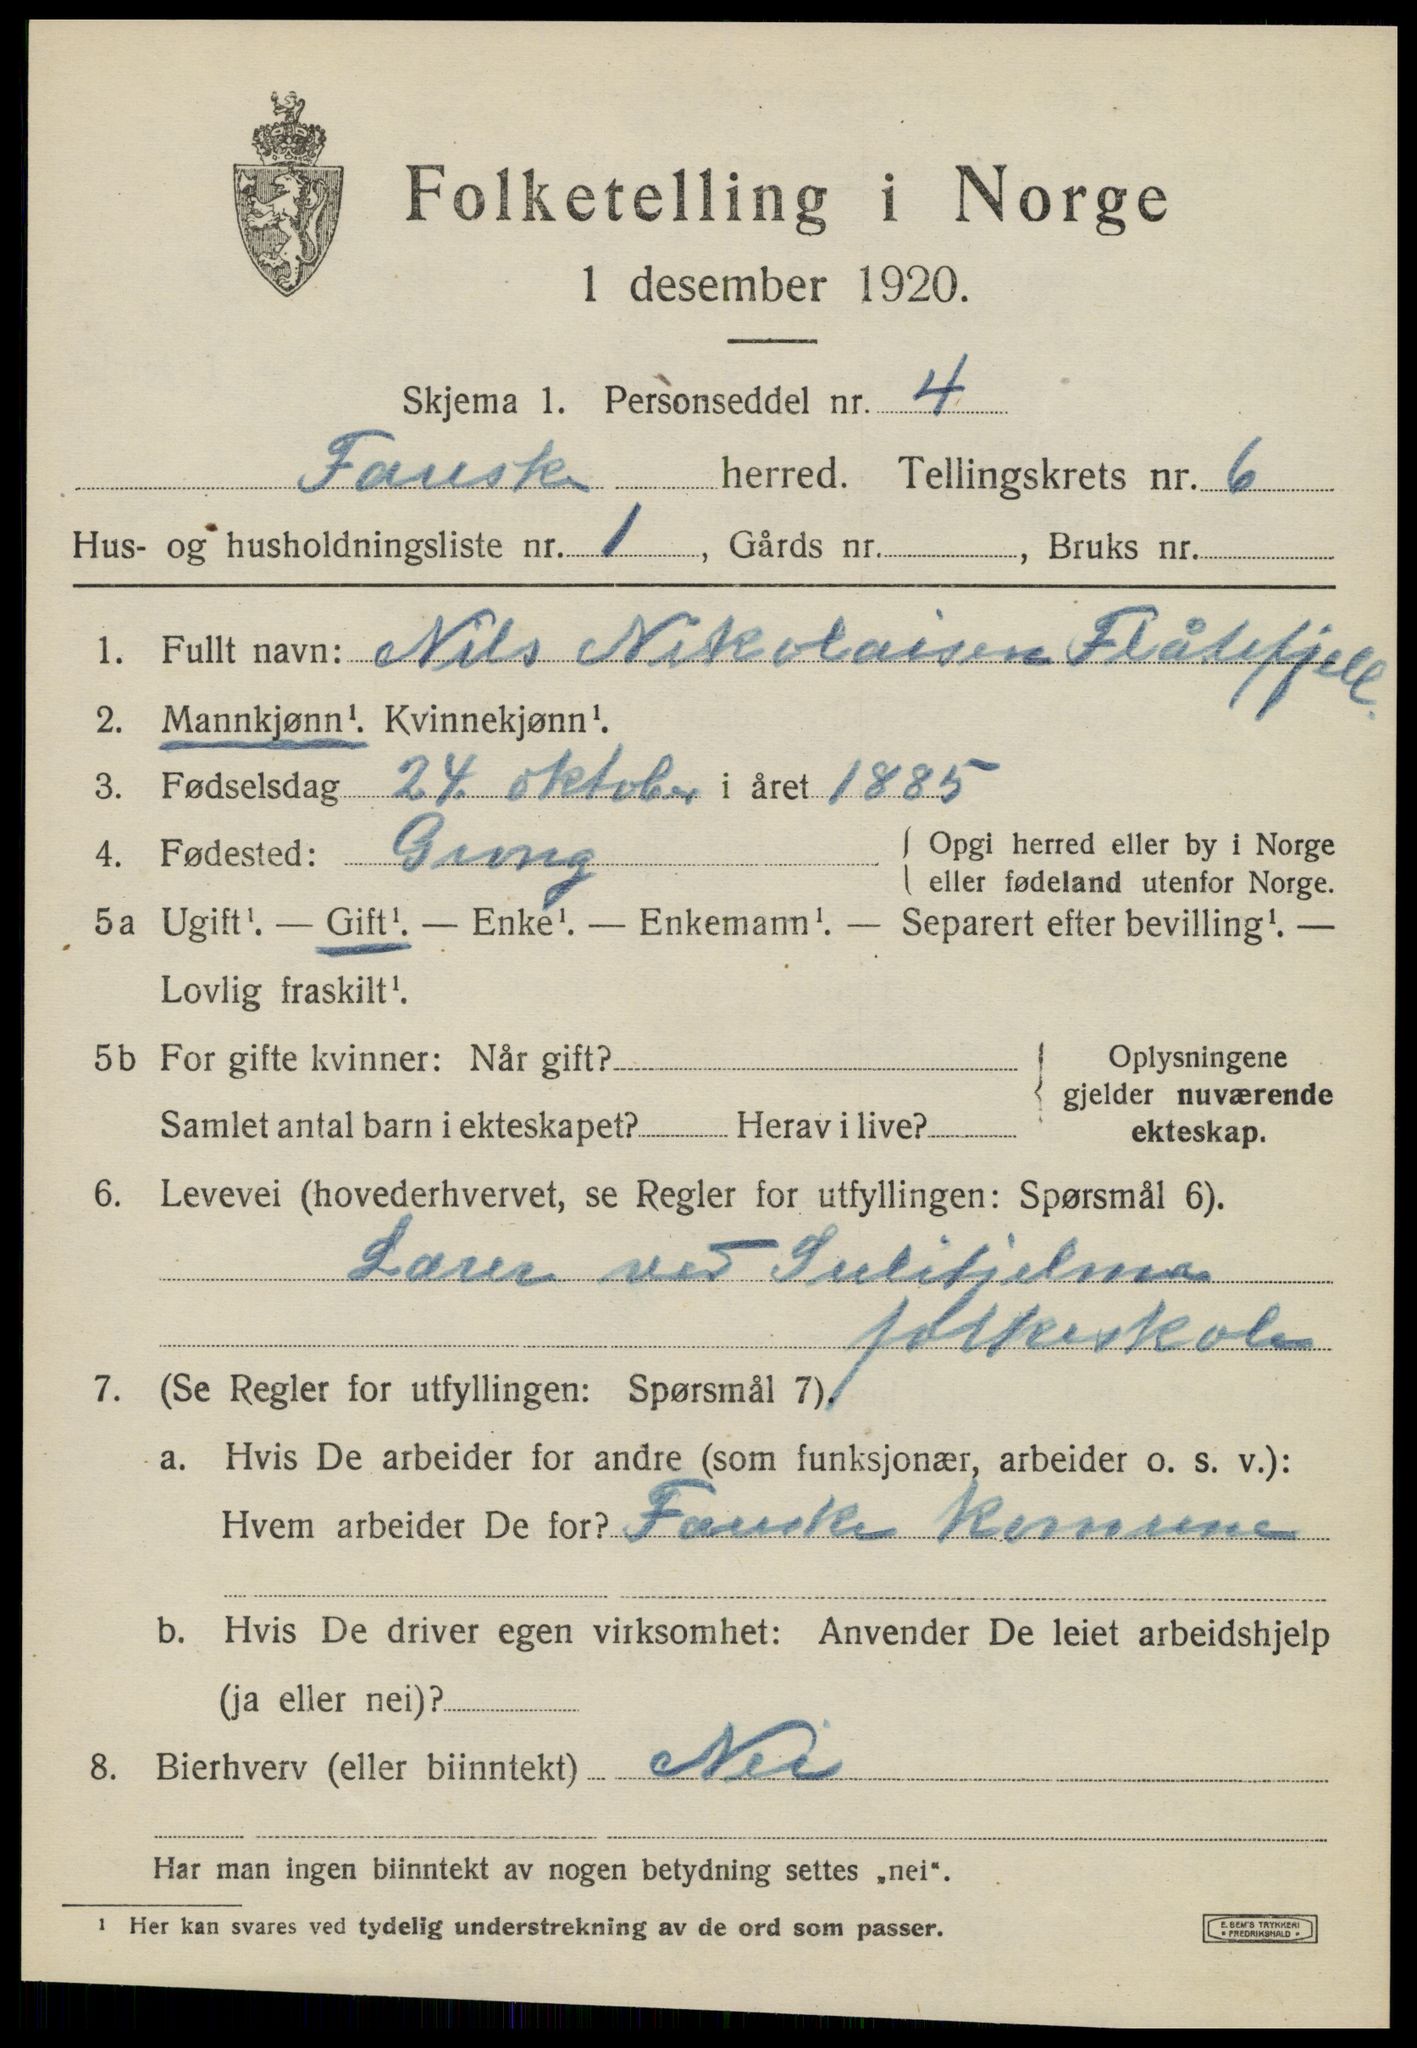 Folketelling i Norge
1 desember 1920.
Skjema 1. Personseddel nr. 4
Fauske herred. Tellingskrets nr. 6
Hus- og husholdningsliste nr. 1, Gårds nr. , Bruks nr.
1. Fullt navn: Nils Nikolaisen Flåtefjell.
2. Mannkjønn¹. Kvinnekjønn¹.
3. Fødselsdag 24. oktober i året 1885
4. Fødested: Grong { Opgi herred eller by i Norge
eller fødeland utenfor Norge.
5a Ugift¹. — Gift¹. — Enke¹. — Enkemann¹. — Separert efter bevilling¹. —
Lovlig fraskilt¹.
5b For gifte kvinner: Når gift? { Oplysningene
gjelder nuværende
Samlet antal barn i ekteskapet? Herav i live? ekteskap.
6. Levevei (hovederhvervet, se Regler for utfyllingen: Spørsmål 6).
Lærer ved Sulitjelma
folkeskole
7. (Se Regler for utfyllingen: Spørsmål 7).
a. Hvis De arbeider for andre (som funksjonær, arbeider o. s. v.):
Hvem arbeider De for? Fauske komune
b. Hvis De driver egen virksomhet: Anvender De leiet arbeidshjelp
(ja eller nei)?
8. Bierhverv (eller biinntekt) Nei
Har man ingen biinntekt av nogen betydning settes „nei“.
¹ Her kan svares ved tydelig understrekning av de ord som passer.
E. SEM'S TRYKKERI
• FREDRIKSHALD •